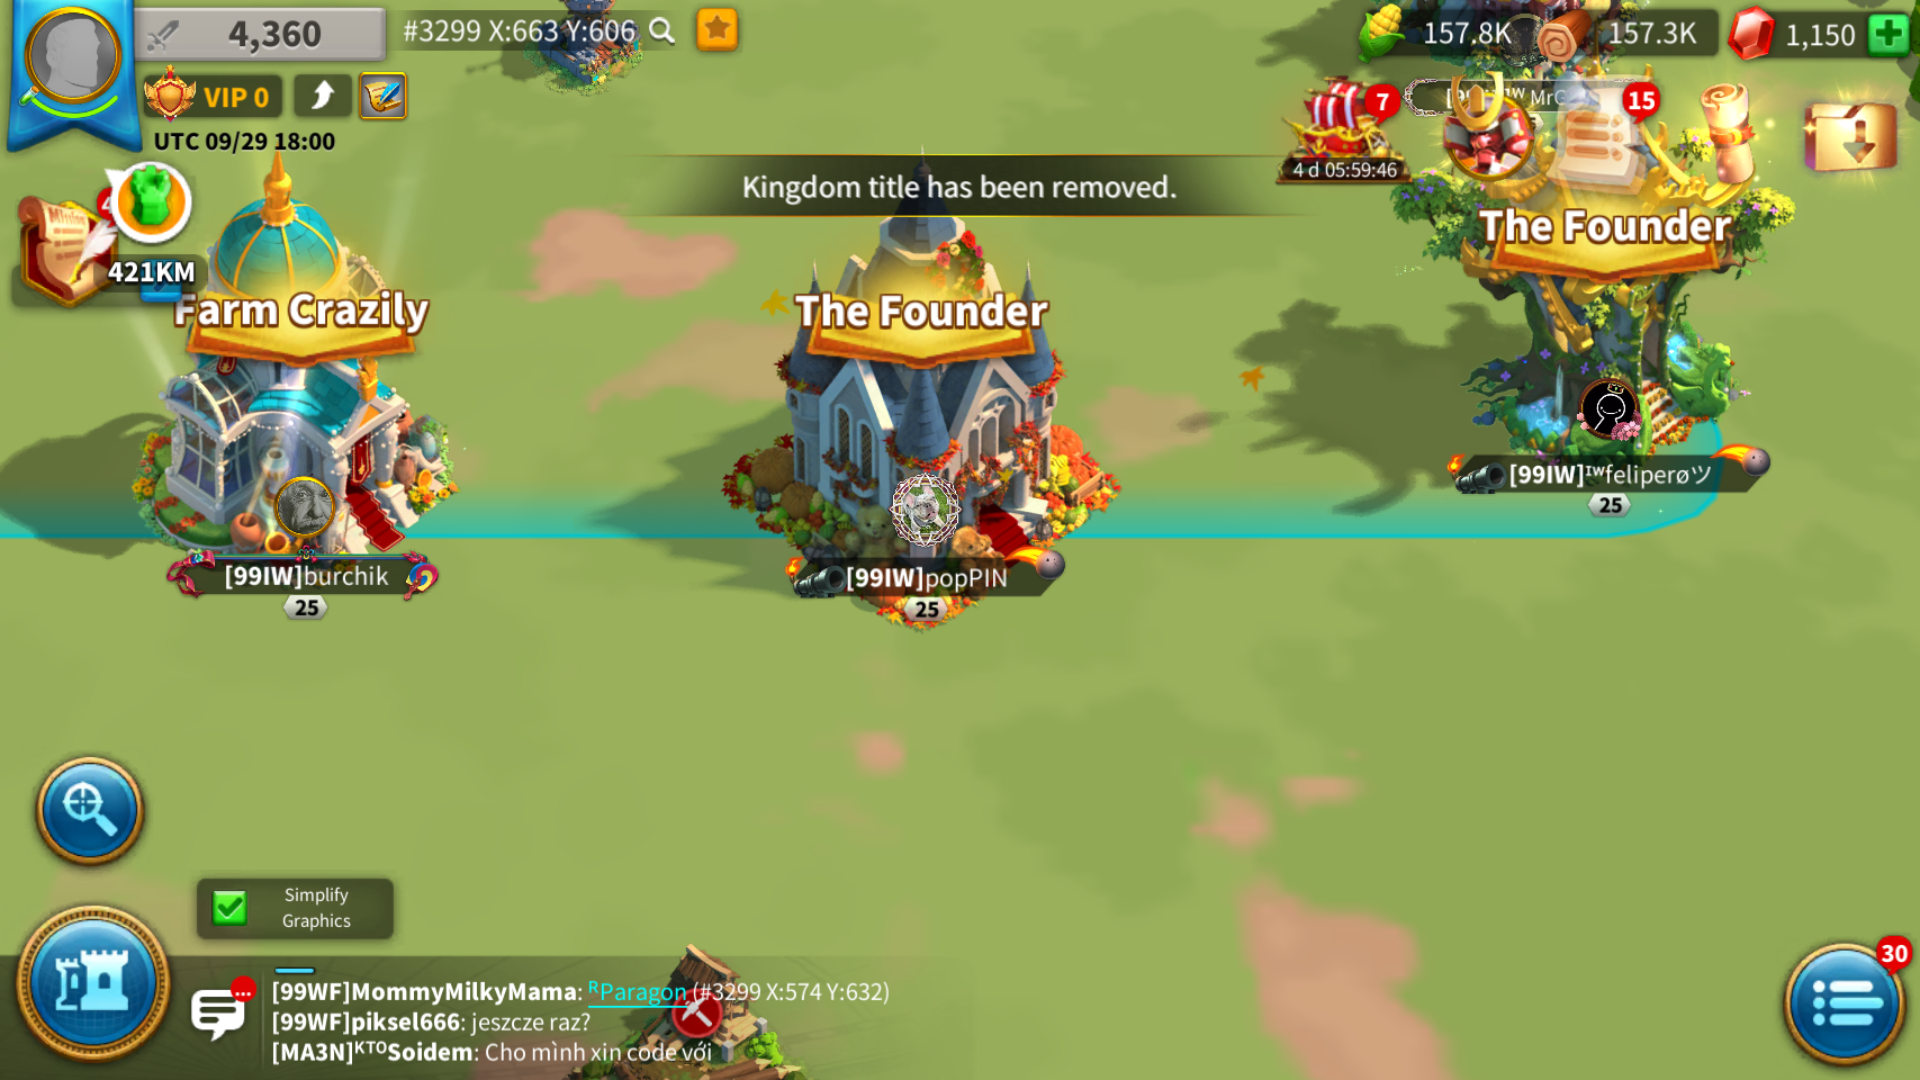 4,360
#3299 X:663 Y:606
157.8K
157.3K
1,150
VIP 0
UTC 09/29 18:00
7
MrC
15
4 d 05:59:46
Kingdom title has been removed.
Mission
421KM
Farm Crazily
The Founder
The Founder
[99IW]ᴵᵂfeliperøツ
25
[99IW]burchik
25
[99IW]popPIN
25
Simplify
Graphics
30
[99WF]MommyMilkyMama: ᴿParagon (#3299 X:574 Y:632)
[99WF]piksel666: jeszcze raz?
[MA3N]ᴷᵀᴼSoidem: Cho mình xin code với